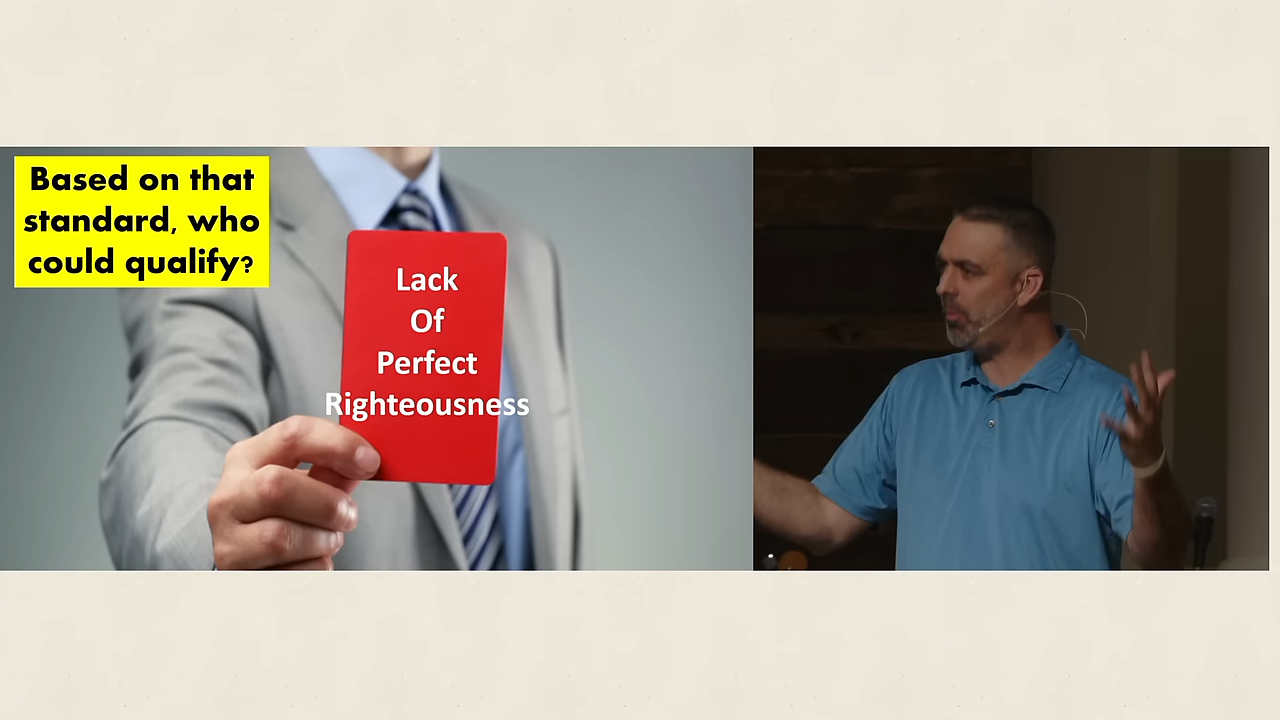 Based on that
standard, who
could qualify?
Lack
Of
Perfect
Righteousness